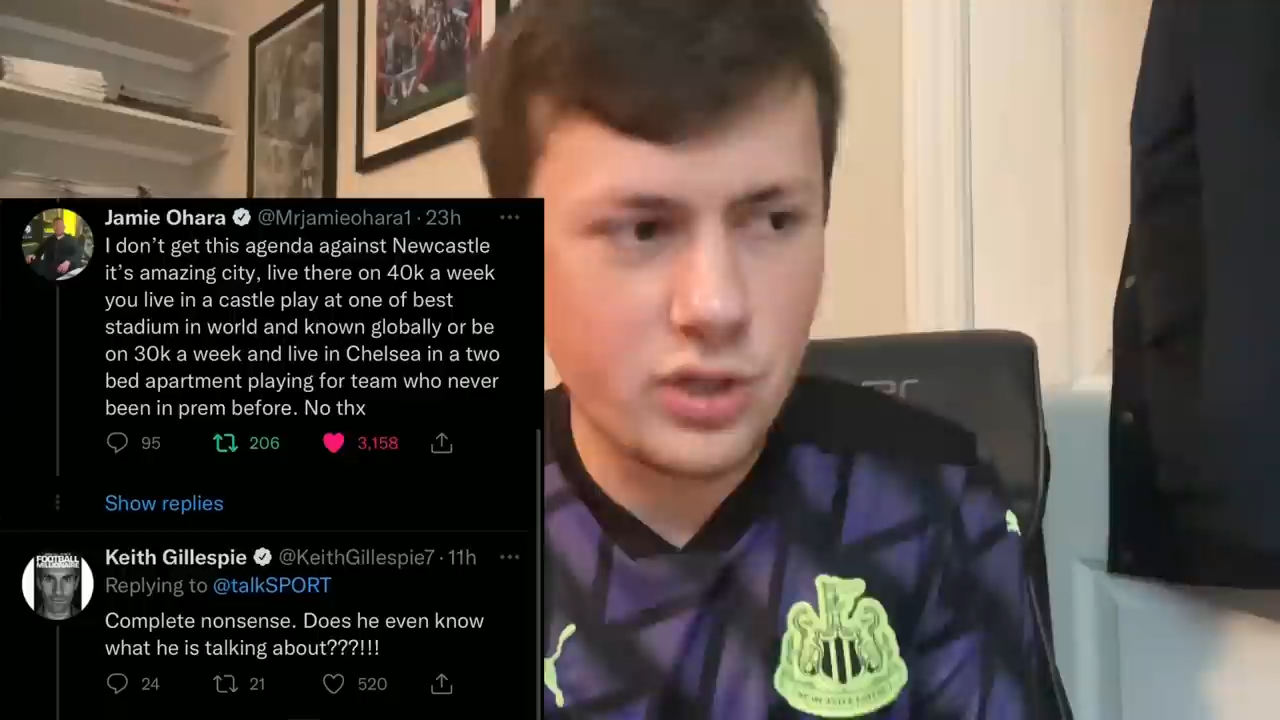 Jamie Ohara @Mrjamieohara1 · 23h
I don't get this agenda against Newcastle
it's amazing city, live there on 40k a week
you live in a castle play at one of best
stadium in world and known globally or be
on 30k a week and live in Chelsea in a two
bed apartment playing for team who never
been in prem before. No thx
95 206 3,158
Show replies
FOOTBALL
MILLIONAIRE
Keith Gillespie @KeithGillespie7 · 11h
Replying to @talkSPORT
Complete nonsense. Does he even know
what he is talking about???!!!
24 21 520